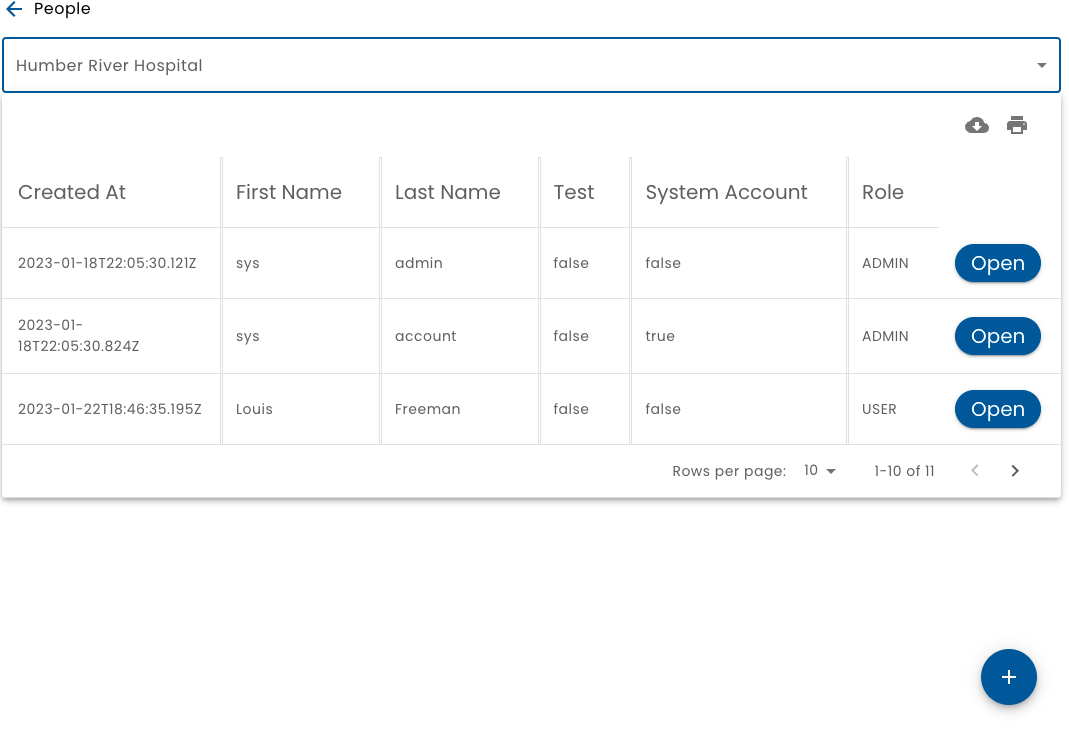 People
Humber River Hospital
Created At First Name Last Name Test System Account Role
2023-01-18T22:05:30.121Z sys admin false false ADMIN Open
2023-01-
18T22:05:30.824Z sys account false true ADMIN Open
2023-01-22T18:46:35.195Z Louis Freeman false false USER Open
Rows per page: 10 1-10 of 11